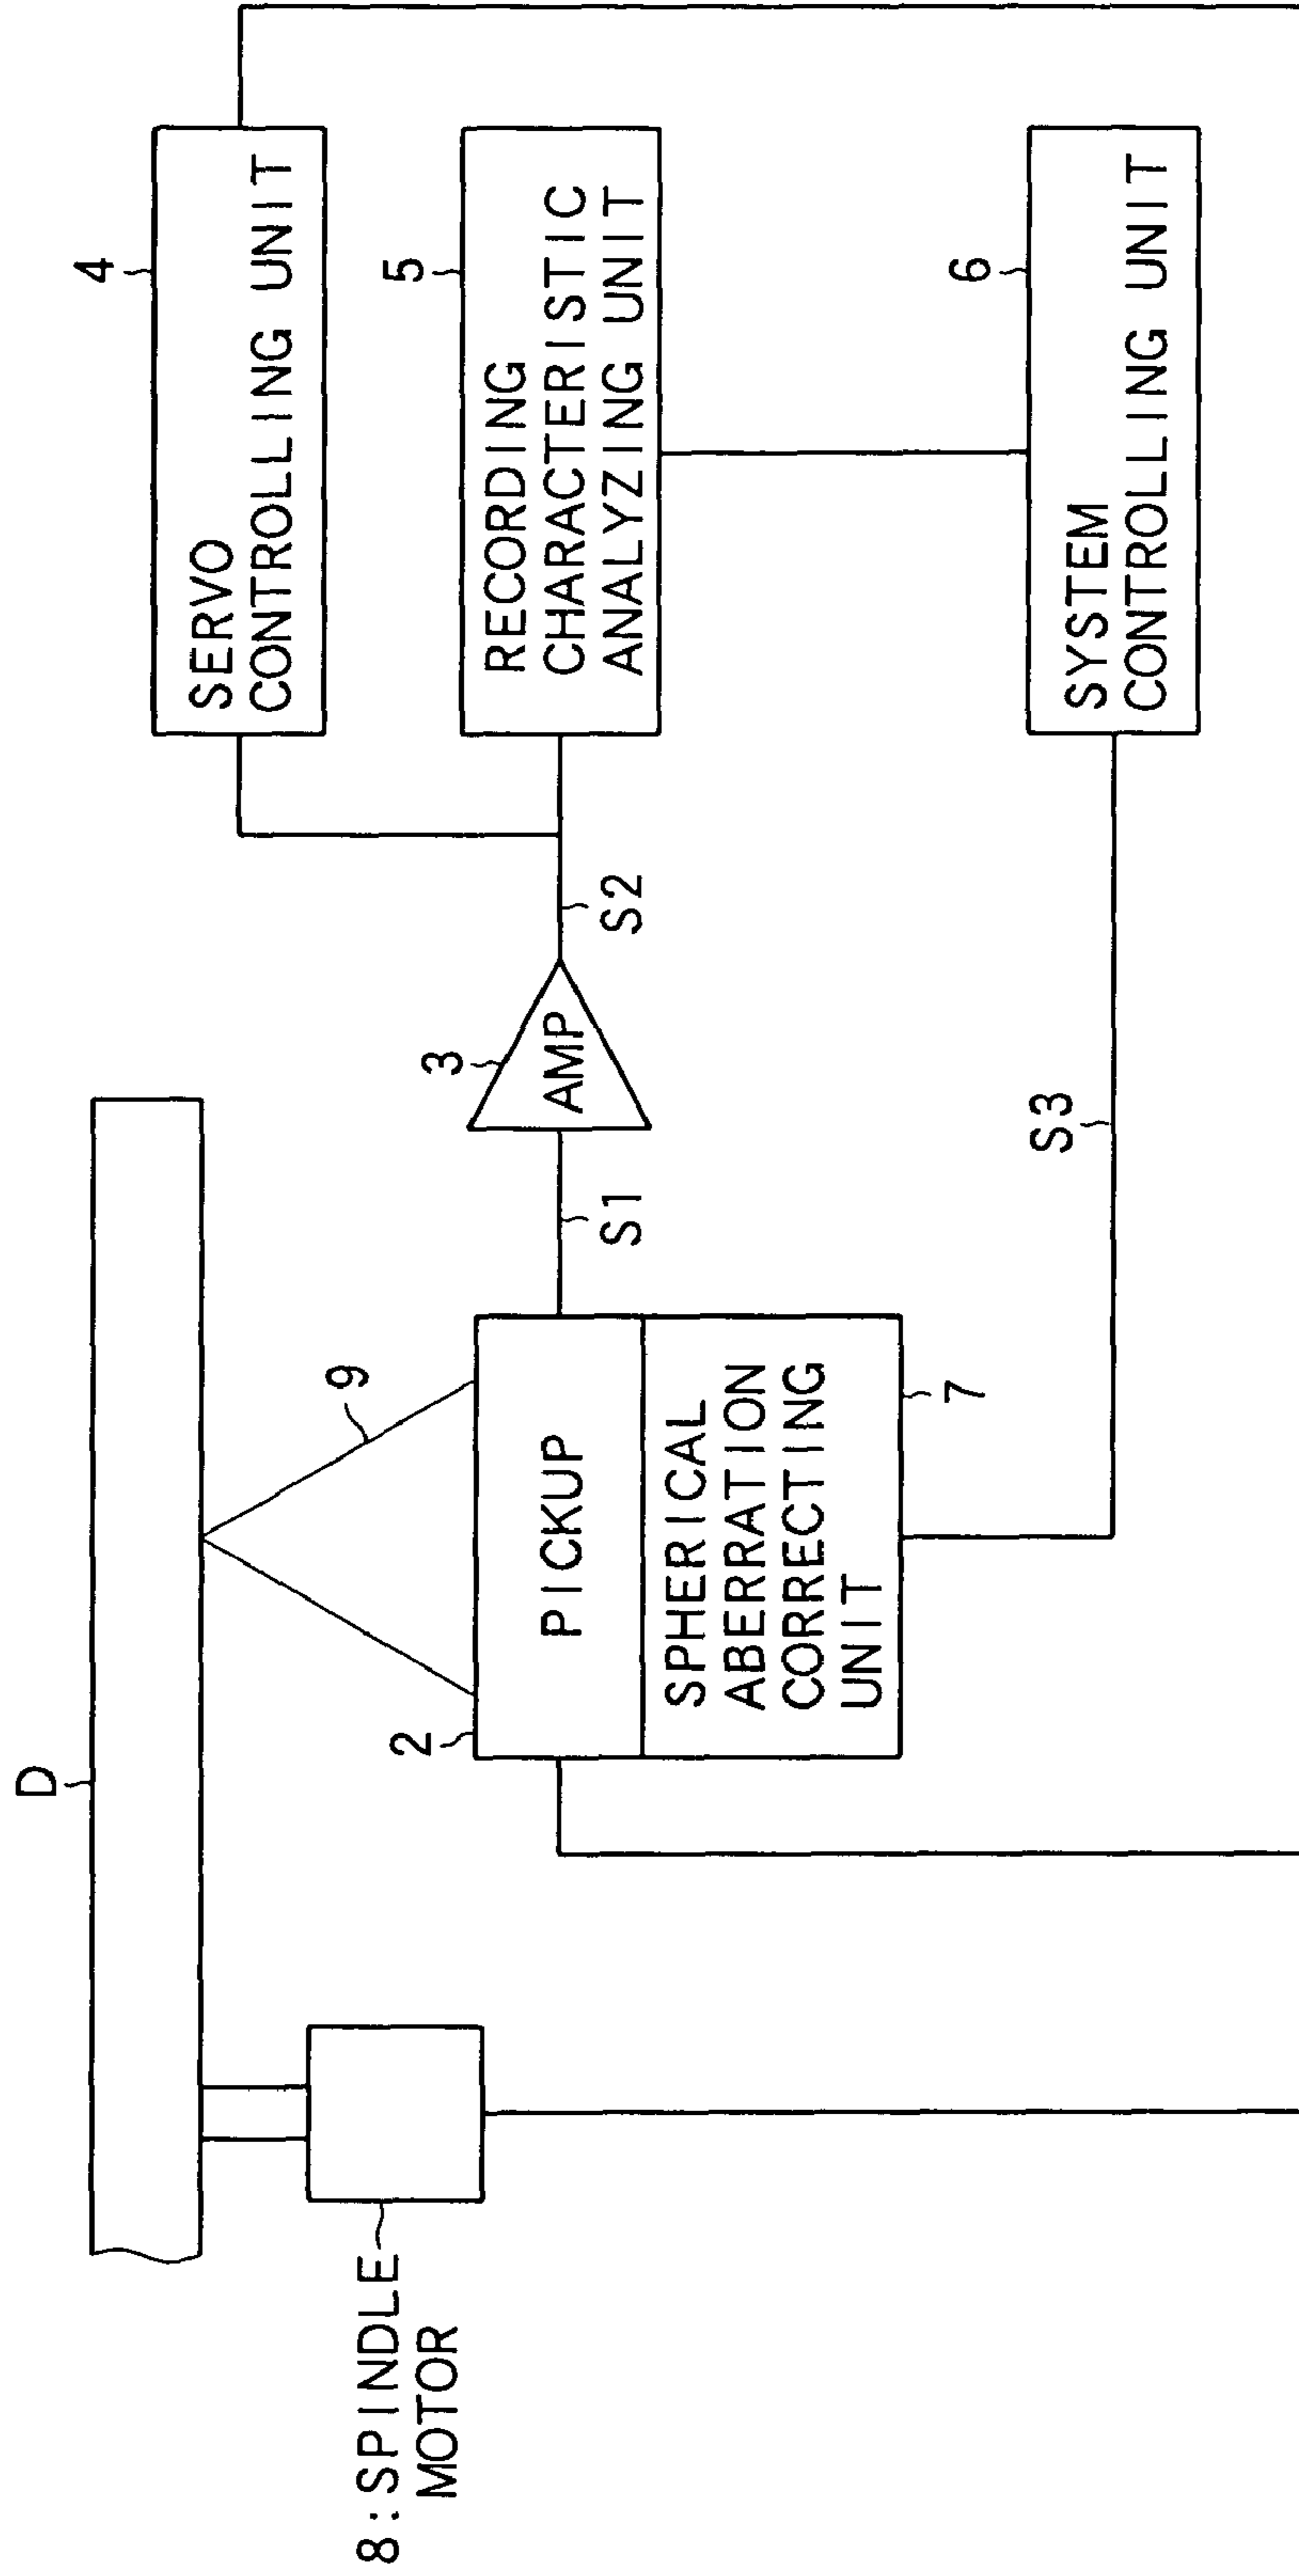 D
4
SERVO
CONTROLLING UNIT
9
2
PICKUP
S1
3
AMP
S2
5
RECORDING
CHARACTERISTIC
ANALYZING UNIT
8:SPINDLE
MOTOR
SPHERICAL
ABERRATION
CORRECTING
UNIT
7
S3
6
SYSTEM
CONTROLLING UNIT